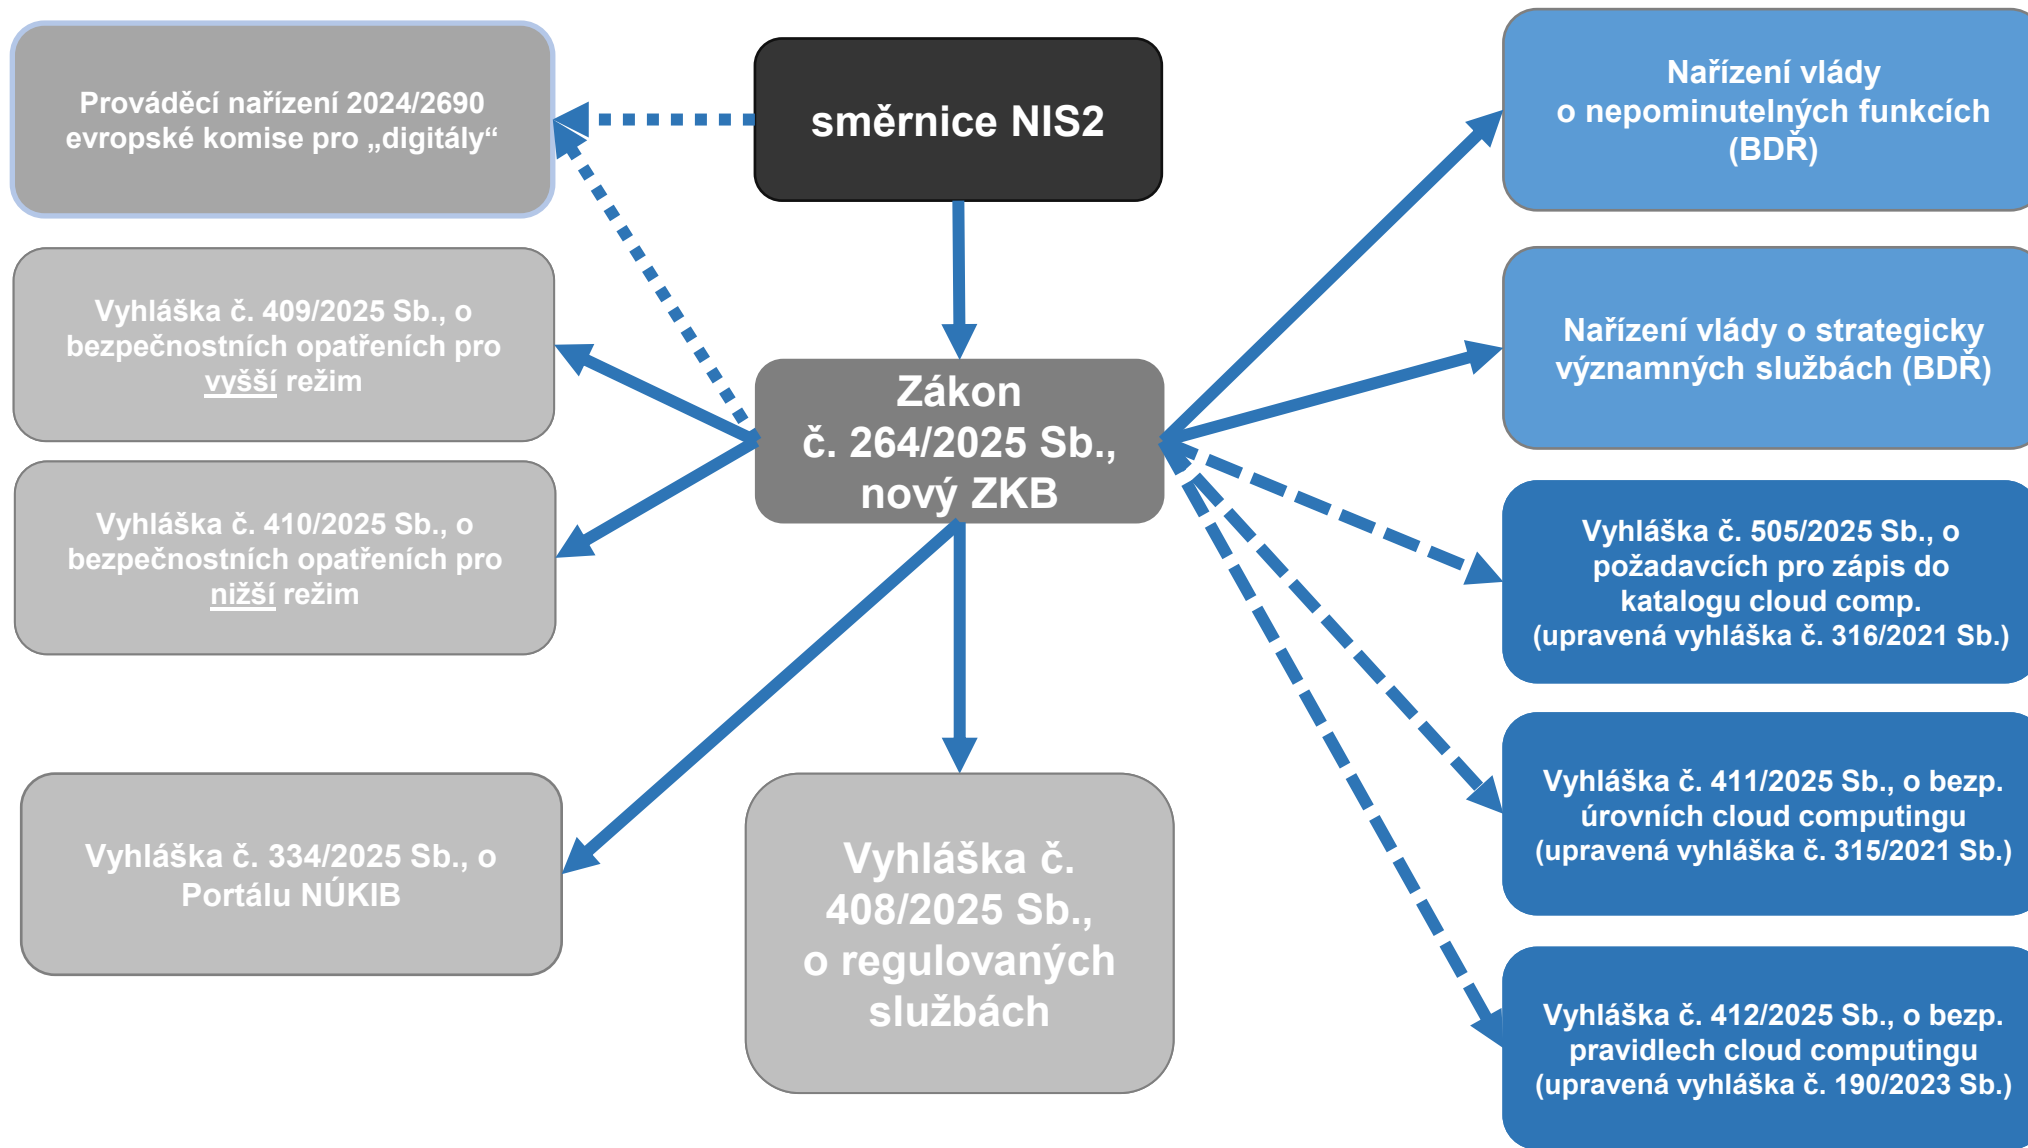 Prováděcí nařízení 2024/2690
evropské komise pro „digitály“
směrnice NIS2
Nařízení vlády
o nepominutelných funkcích
(BDŘ)
Vyhláška č. 409/2025 Sb., o
bezpečnostních opatřeních pro
vyšší režim
Nařízení vlády o strategicky
významných službách (BDŘ)
Zákon
č. 264/2025 Sb.,
nový ZKB
Vyhláška č. 410/2025 Sb., o
bezpečnostních opatřeních pro
nižší režim
Vyhláška č. 505/2025 Sb., o
požadavcích pro zápis do
katalogu cloud comp.
(upravená vyhláška č. 316/2021 Sb.)
Vyhláška č. 334/2025 Sb., o
Portálu NÚKIB
Vyhláška č.
408/2025 Sb.,
o regulovaných
službách
Vyhláška č. 411/2025 Sb., o bezp.
úrovních cloud computingu
(upravená vyhláška č. 315/2021 Sb.)
Vyhláška č. 412/2025 Sb., o bezp.
pravidlech cloud computingu
(upravená vyhláška č. 190/2023 Sb.)